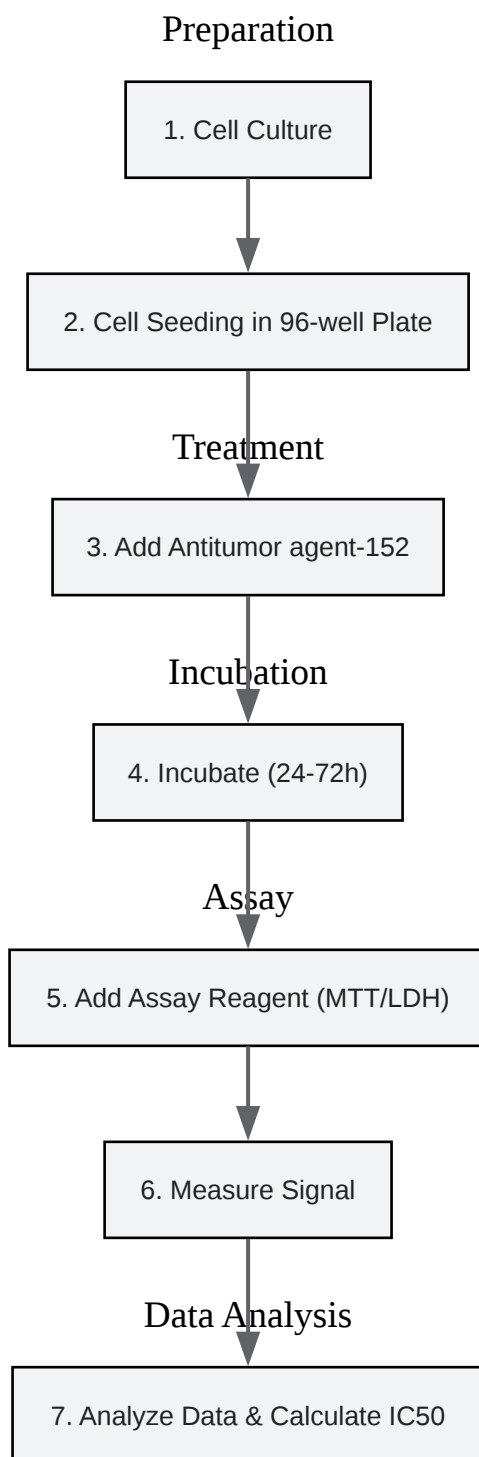 Preparation
1. Cell Culture
2. Cell Seeding in 96-well Plate
Treatment
3. Add Antitumor agent-152
Incubation
4. Incubate (24-72h)
Assay
5. Add Assay Reagent (MTT/LDH)
6. Measure Signal
Data Analysis
7. Analyze Data & Calculate IC50